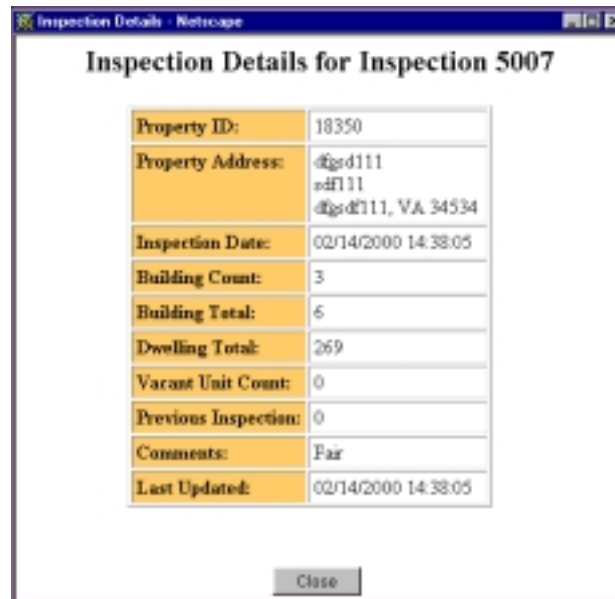 Inspection Details - Netscape
Inspection Details for Inspection 5007
Property ID: 18350
Property Address: dfgsd111
sdf111
dfgsdf111, VA 34534
Inspection Date: 02/14/2000 14:38:05
Building Count: 3
Building Total: 6
Dwelling Total: 269
Vacant Unit Count: 0
Previous Inspection: 0
Comments: Fair
Last Updated: 02/14/2000 14:38:05
Close